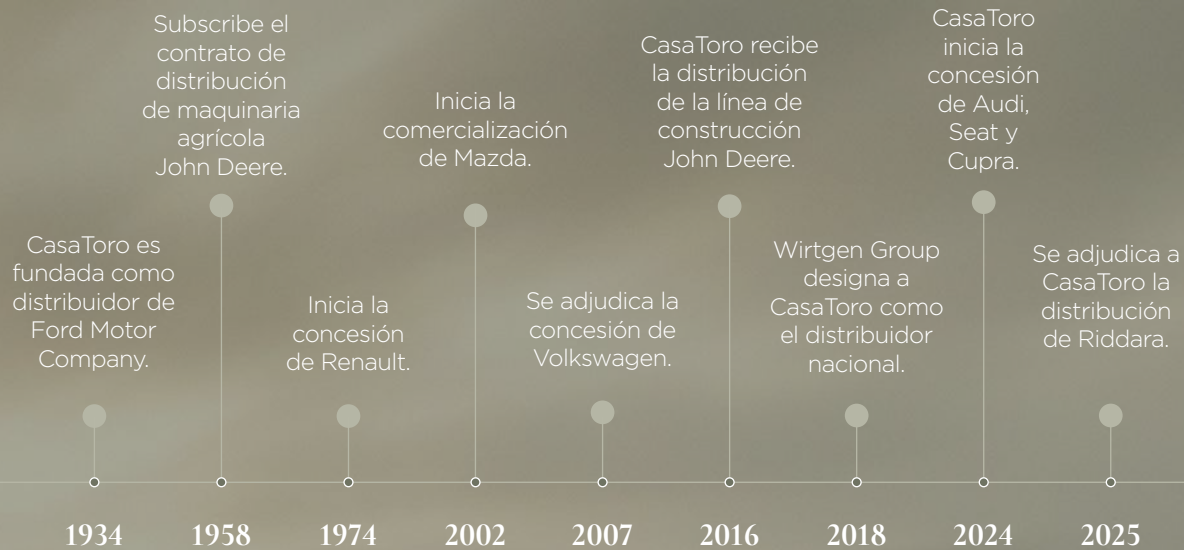 CasaToro es
fundada como
distribuidor de
Ford Motor
Company.
1934
Subscribe el
contrato de
distribución
de maquinaria
agrícola
John Deere.
1958
Inicia la
concesión
de Renault.
1974
Inicia la
comercialización
de Mazda.
2002
Se adjudica la
concesión de
Volkswagen.
2007
CasaToro recibe
la distribución
de la línea de
construcción
John Deere.
2016
Wirtgen Group
designa a
CasaToro como
el distribuidor
nacional.
2018
CasaToro
inicia la
concesión
de Audi,
Seat y
Cupra.
2024
Se adjudica a
CasaToro la
distribución
de Riddara.
2025